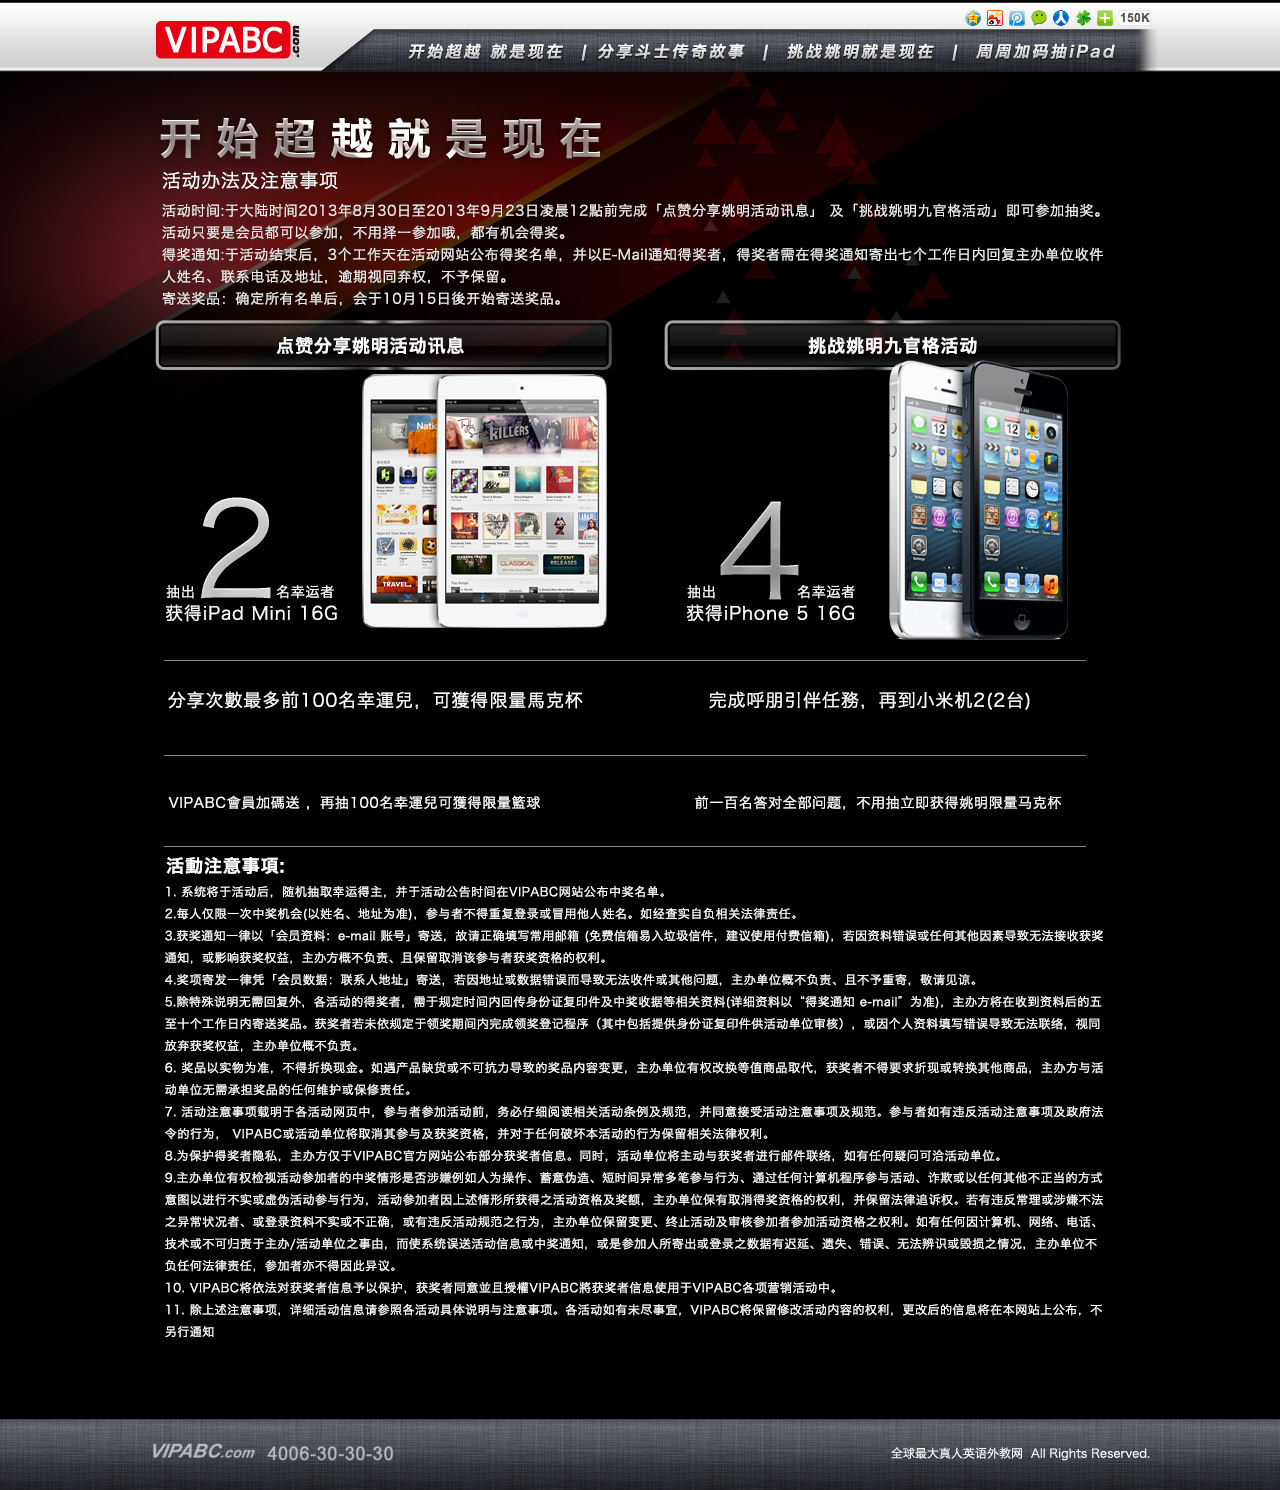 150K
VIPABC.com
开始超越 就是现在 | 分享斗士传奇故事 | 挑战姚明就是现在 | 周周加码抽iPad
开始超越就是现在
活动办法及注意事项
活动时间:于大陆时间2013年8月30日至2013年9月23日凌晨12點前完成「点赞分享姚明活动讯息」 及「挑战姚明九官格活动」即可参加抽奖。
活动只要是会员都可以参加，不用择一参加哦，都有机会得奖。
得奖通知:于活动结束后，3个工作天在活动网站公布得奖名单，并以E-Mail通知得奖者，得奖者需在得奖通知寄出七个工作日内回复主办单位收件
人姓名、联系电话及地址，逾期视同弃权，不予保留。
寄送奖品：确定所有名单后，会于10月15日後开始寄送奖品。
点赞分享姚明活动讯息
挑战姚明九官格活动
抽出2名幸运者
获得iPad Mini 16G
抽出4名幸运者
获得iPhone 5 16G
分享次數最多前100名幸運兒，可獲得限量馬克杯
完成呼朋引伴任務，再到小米机2(2台)
VIPABC會員加碼送 ，再抽100名幸運兒可獲得限量籃球
前一百名答对全部问题，不用抽立即获得姚明限量马克杯
活動注意事項:
1. 系统将于活动后，随机抽取幸运得主，并于活动公告时间在VIPABC网站公布中奖名单。
2.每人仅限一次中奖机会(以姓名、地址为准)，参与者不得重复登录或冒用他人姓名。如经查实自负相关法律责任。
3.获奖通知一律以「会员资料：e-mail 账号」寄送，故请正确填写常用邮箱 (免费信箱易入垃圾信件，建议使用付费信箱)，若因资料错误或任何其他因素导致无法接收获奖
通知，或影响获奖权益，主办方概不负责、且保留取消该参与者获奖资格的权利。
4.奖项寄发一律凭「会员数据：联系人地址」寄送，若因地址或数据错误而导致无法收件或其他问题，主办单位概不负责、且不予重寄，敬请见谅。
5.除特殊说明无需回复外，各活动的得奖者，需于规定时间内回传身份证复印件及中奖收据等相关资料(详细资料以“得奖通知 e-mail”为准)，主办方将在收到资料后的五
至十个工作日内寄送奖品。获奖者若未依规定于领奖期间内完成领奖登记程序（其中包括提供身份证复印件供活动单位审核），或因个人资料填写错误导致无法联络，视同
放弃获奖权益，主办单位概不负责。
6. 奖品以实物为准，不得折换现金。如遇产品缺货或不可抗力导致的奖品内容变更，主办单位有权改换等值商品取代，获奖者不得要求折现或转换其他商品，主办方与活
动单位无需承担奖品的任何维护或保修责任。
7. 活动注意事项载明于各活动网页中，参与者参加活动前，务必仔细阅读相关活动条例及规范，并同意接受活动注意事项及规范。参与者如有违反活动注意事项及政府法
令的行为， VIPABC或活动单位将取消其参与及获奖资格，并对于任何破坏本活动的行为保留相关法律权利。
8.为保护得奖者隐私，主办方仅于VIPABC官方网站公布部分获奖者信息。同时，活动单位将主动与获奖者进行邮件联络，如有任何疑问可洽活动单位。
9.主办单位有权检视活动参加者的中奖情形是否涉嫌例如人为操作、蓄意伪造、短时间异常多笔参与行为、通过任何计算机程序参与活动、诈欺或以任何其他不正当的方式
意图以进行不实或虚伪活动参与行为，活动参加者因上述情形所获得之活动资格及奖额，主办单位保有取消得奖资格的权利，并保留法律追诉权。若有违反常理或涉嫌不法
之异常状况者、或登录资料不实或不正确，或有违反活动规范之行为，主办单位保留变更、终止活动及审核参加者参加活动资格之权利。如有任何因计算机、网络、电话、
技术或不可归责于主办/活动单位之事由，而使系统误送活动信息或中奖通知，或是参加人所寄出或登录之数据有迟延、遗失、错误、无法辨识或毁损之情况，主办单位不
负任何法律责任，参加者亦不得因此异议。
10. VIPABC将依法对获奖者信息予以保护，获奖者同意並且授權VIPABC將获奖者信息使用于VIPABC各项营销活动中。
11. 除上述注意事项，详细活动信息请参照各活动具体说明与注意事项。各活动如有未尽事宜，VIPABC将保留修改活动内容的权利，更改后的信息将在本网站上公布，不
另行通知
VIPABC.com 4006-30-30-30
全球最大真人英语外教网 All Rights Reserved.